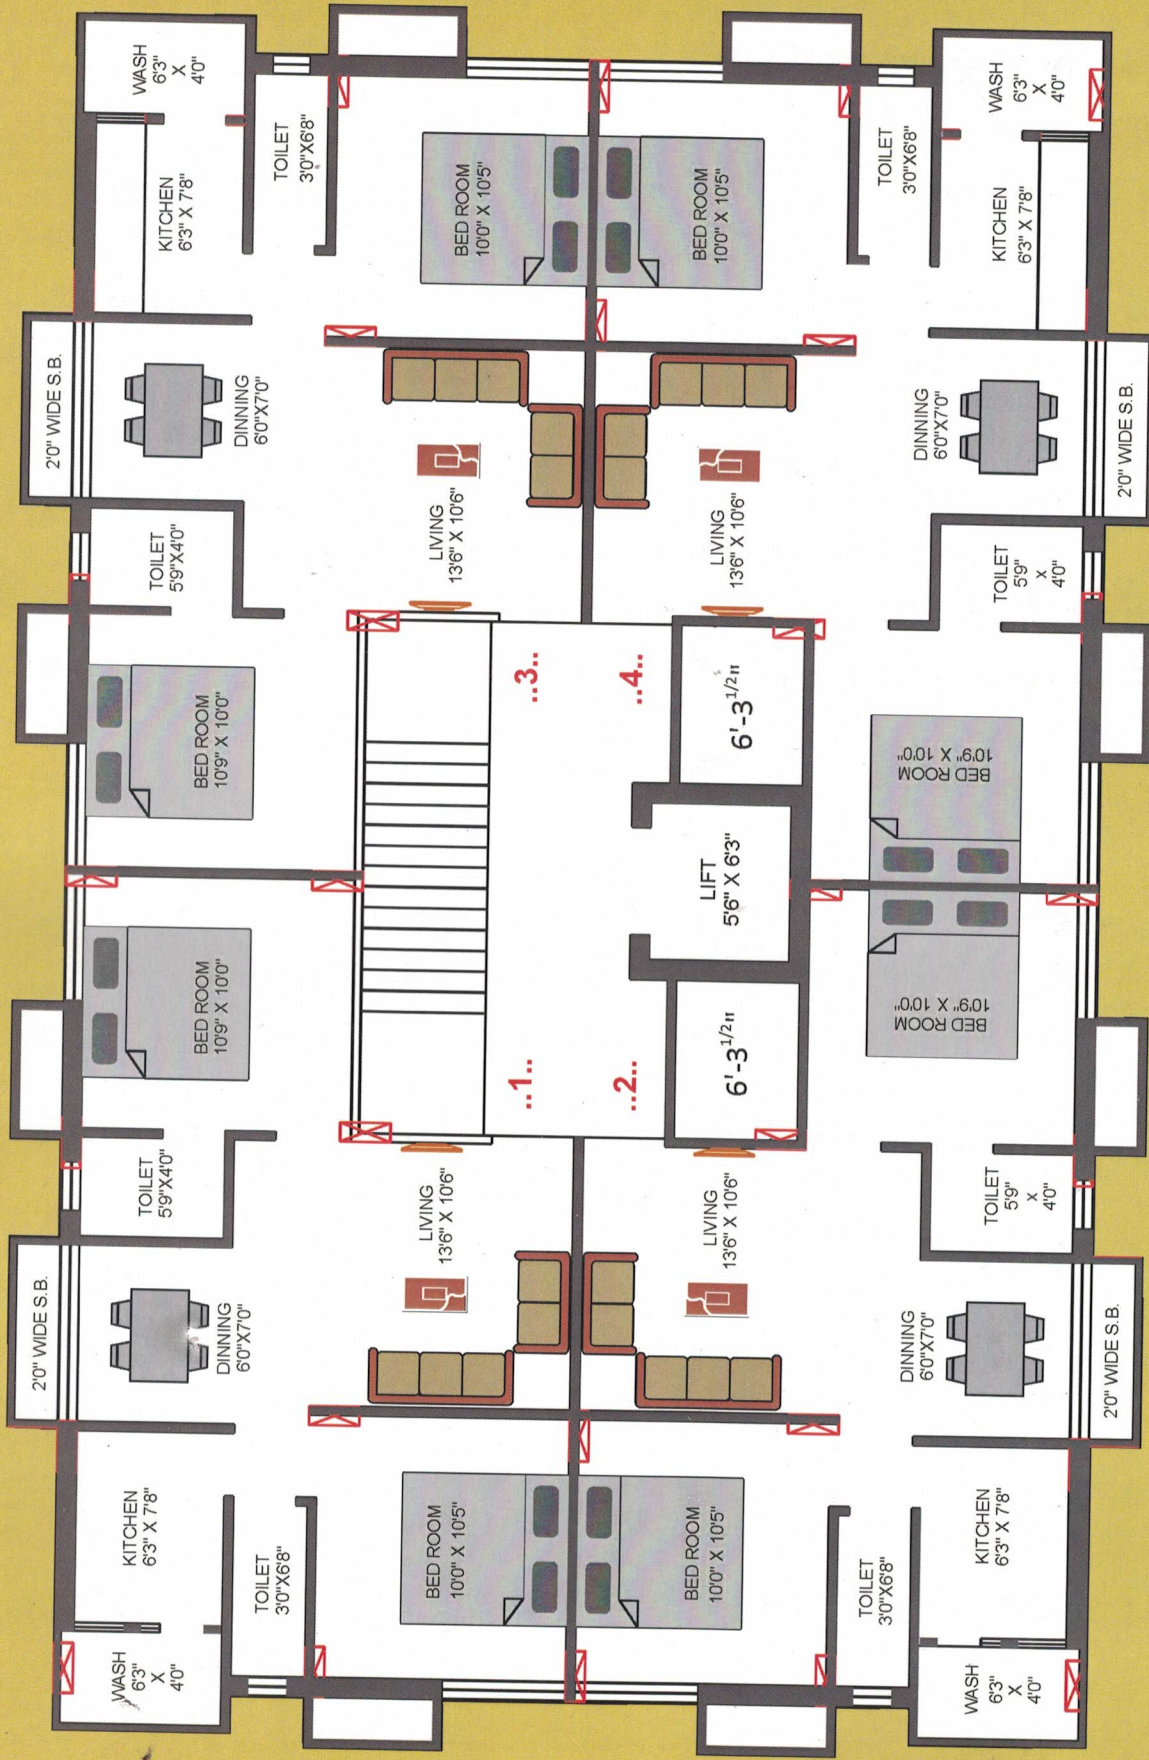 2'0" WIDE S.B.
2'0" WIDE S.B.
WASH
6'3"
X
4'0"
KITCHEN
6'3" X 7'8"
DINNING
6'0"X7'0"
TOILET
5'9"X4'0"
BED ROOM
10'9" X 10'0"
BED ROOM
10'9" X 10'0"
TOILET
5'9"X4'0"
DINNING
6'0"X7'0"
KITCHEN
6'3" X 7'8"
WASH
6'3"
X
4'0"
TOILET
3'0"X6'8"
TOILET
3'0"X6'8"
BED ROOM
10'0" X 10'5"
LIVING
13'6" X 10'6"
LIVING
13'6" X 10'6"
BED ROOM
10'0" X 10'5"
..1..
..3..
..2..
..4..
BED ROOM
10'0" X 10'5"
LIVING
13'6" X 10'6"
6'-3 1/2"
LIFT
5'6" X 6'3"
6'-3 1/2"
LIVING
13'6" X 10'6"
BED ROOM
10'0" X 10'5"
TOILET
3'0"X6'8"
TOILET
3'0"X6'8"
WASH
6'3"
X
4'0"
KITCHEN
6'3" X 7'8"
DINNING
6'0"X7'0"
TOILET
5'9"
X
4'0"
BED ROOM
10'9" X 10'0"
BED ROOM
10'9" X 10'0"
TOILET
5'9"
X
4'0"
DINNING
6'0"X7'0"
KITCHEN
6'3" X 7'8"
WASH
6'3"
X
4'0"
2'0" WIDE S.B.
2'0" WIDE S.B.